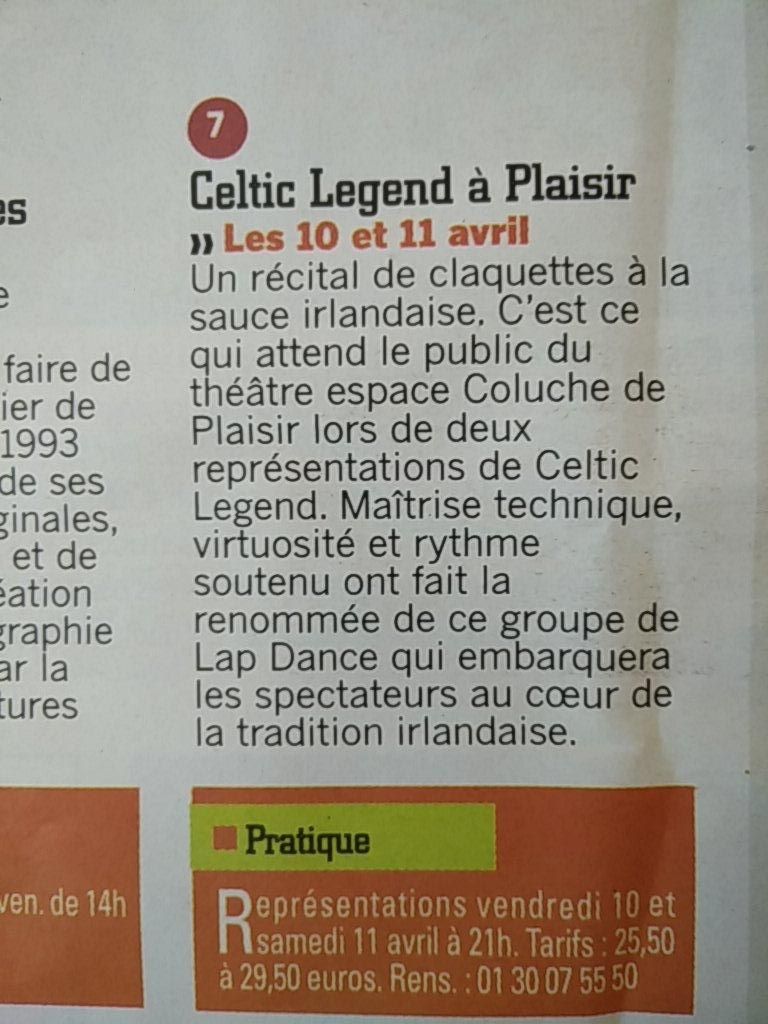 es
e
faire de
ier de
1993
de ses
ginales,
et de
éation
graphie
ar la
tures
ven. de 14h
7
Celtic Legend à Plaisir
›› Les 10 et 11 avril
Un récital de claquettes à la
sauce irlandaise. C'est ce
qui attend le public du
théâtre espace Coluche de
Plaisir lors de deux
représentations de Celtic
Legend. Maîtrise technique,
virtuosité et rythme
soutenu ont fait la
renommée de ce groupe de
Lap Dance qui embarquera
les spectateurs au cœur de
la tradition irlandaise.
Pratique
Représentations vendredi 10 et
samedi 11 avril à 21h. Tarifs : 25,50
à 29,50 euros. Rens. : 01 30 07 55 50